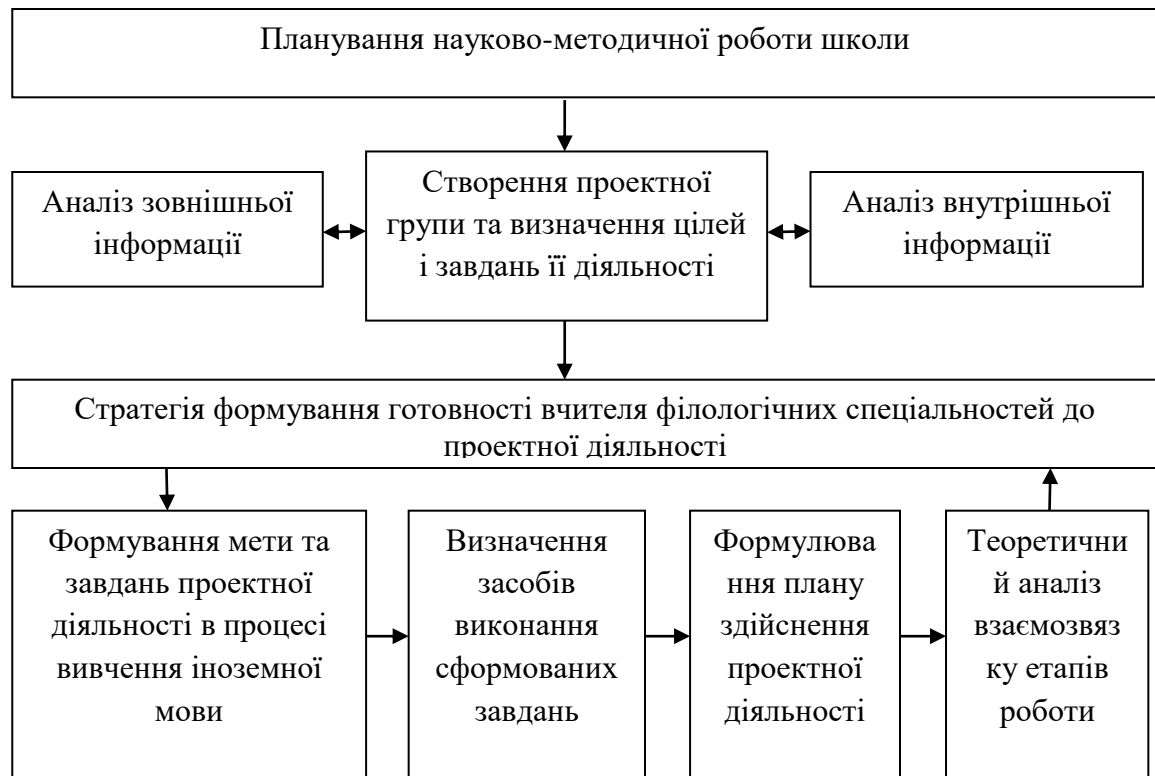 Планування науково-методичної роботи школи
Аналіз зовнішньої
інформації
Створення проектної
групи та визначення цілей
і завдань її діяльності
Аналіз внутрішньої
інформації
Стратегія формування готовності вчителя філологічних спеціальностей до
проектної діяльності
Формування мети та
завдань проектної
діяльності в процесі
вивчення іноземної
мови
Визначення
засобів
виконання
сформованих
завдань
Формулюва
ння плану
здійснення
проектної
діяльності
Теоретични
й аналіз
взаємозвяз
ку етапів
роботи